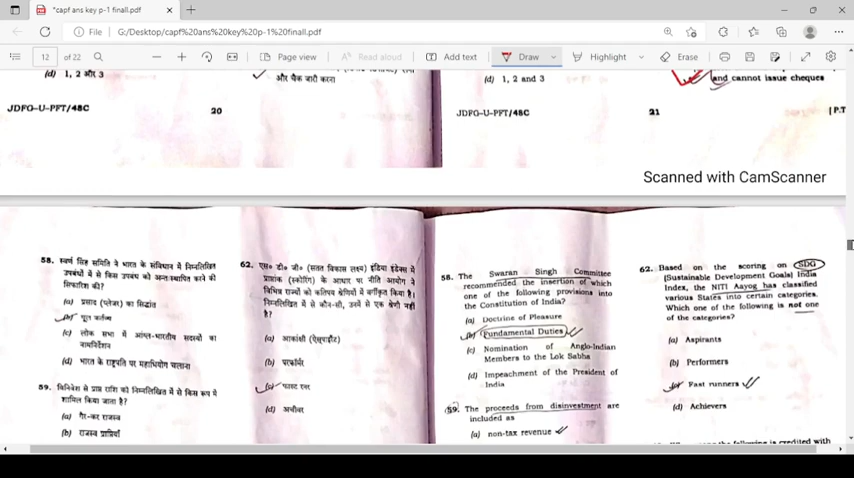 *capf ans key p-1 finall.pdf
File
G:/Desktop/capf%20ans%20key%20p-1%20finall.pdf
12
of 22
Page view
Read aloud
Add text
Draw
Highlight
Erase
(d) 1, 2 और 3
और चैक जारी करना
(d) 1, 2 and 3
and cannot issue cheques
JDFO-U-PFT/48C
20
JDFO-U-PFT/48C
21
[ P.T
Scanned with CamScanner
58. स्वर्ण सिंह समिति ने भारत के संविधान में निम्नलिखित
उपबंधों में से किस उपबंध को अन्तःस्थापित करने की
सिफारिश की?
(a) प्रसाद (प्लेज़र) का सिद्धांत
(b) मूल कर्तव्य
(c) लोक सभा में आंग्ल-भारतीय सदस्यों का
नामनिर्देशन
(d) भारत के राष्ट्रपति पर महाभियोग चलाना
59. विनिवेश से प्राप्त राशि को निम्नलिखित में से किस रूप में
शामिल किया जाता है?
(a) गैर-कर राजस्व
(b) राजस्व प्राप्तियाँ
62. एस० डी० जी० (सतत विकास लक्ष्य) इंडिया इंडेक्स में
प्राप्तांक (स्कोरिंग) के आधार पर नीति आयोग ने
विभिन्न राज्यों को कतिपय श्रेणियों में वर्गीकृत किया है।
निम्नलिखित में से कौन-सी, उनमें से एक श्रेणी नहीं
है?
(a) आकांक्षी (ऐस्पाइरैंट)
(b) परफॉर्मर
(c) फास्ट रनर
(d) अचीवर
58. The Swaran Singh Committee
recommended the insertion of which
one of the following provisions into
the Constitution of India?
(a) Doctrine of Pleasure
(b) Fundamental Duties
(c) Nomination of Anglo-Indian
Members to the Lok Sabha
(d) Impeachment of the President of
India
59. The proceeds from disinvestment are
included as
(a) non-tax revenue
62. Based on the scoring on SDG
(Sustainable Development Goals) India
Index, the NITI Aayog has classified
various States into certain categories.
Which one of the following is not one
of the categories?
(a) Aspirants
(b) Performers
(c) Fast runners
(d) Achievers
the following is credited with